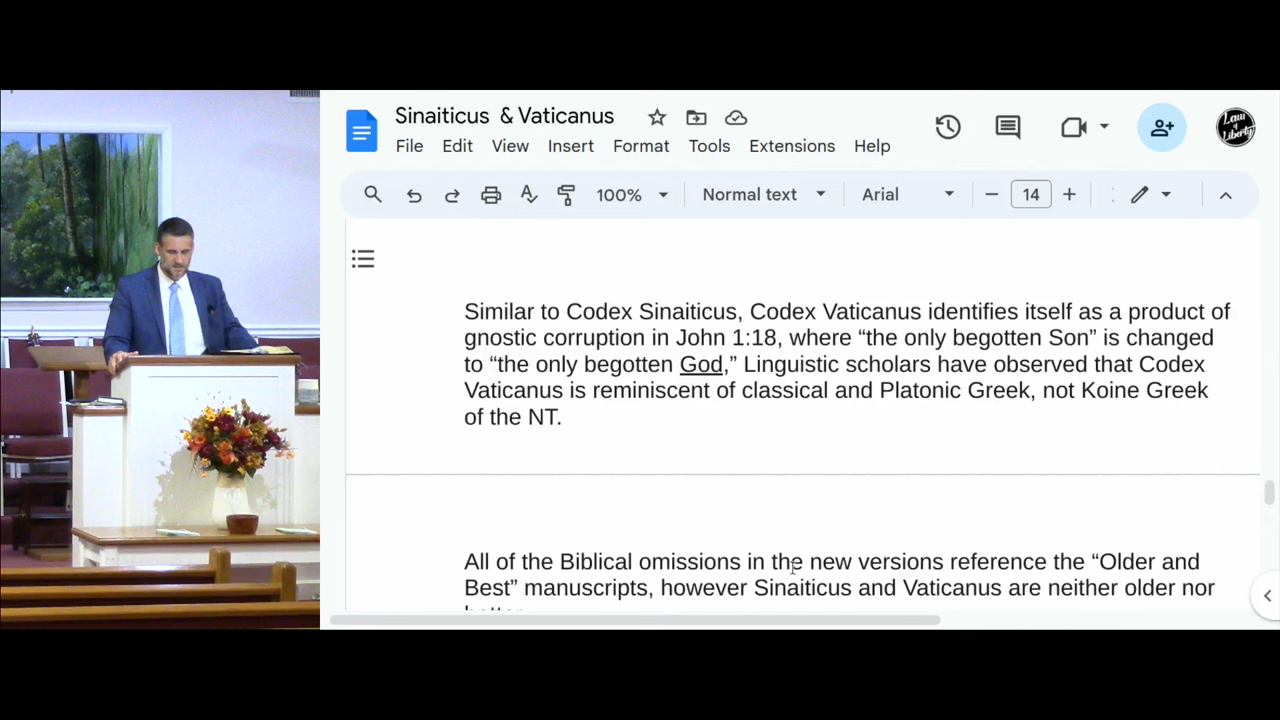 Sinaiticus & Vaticanus
File Edit View Insert Format Tools Extensions Help
Law of Liberty
100% Normal text Arial 14
Similar to Codex Sinaiticus, Codex Vaticanus identifies itself as a product of
gnostic corruption in John 1:18, where “the only begotten Son” is changed
to “the only begotten God,” Linguistic scholars have observed that Codex
Vaticanus is reminiscent of classical and Platonic Greek, not Koine Greek
of the NT.
All of the Biblical omissions in the new versions reference the “Older and
Best” manuscripts, however Sinaiticus and Vaticanus are neither older nor